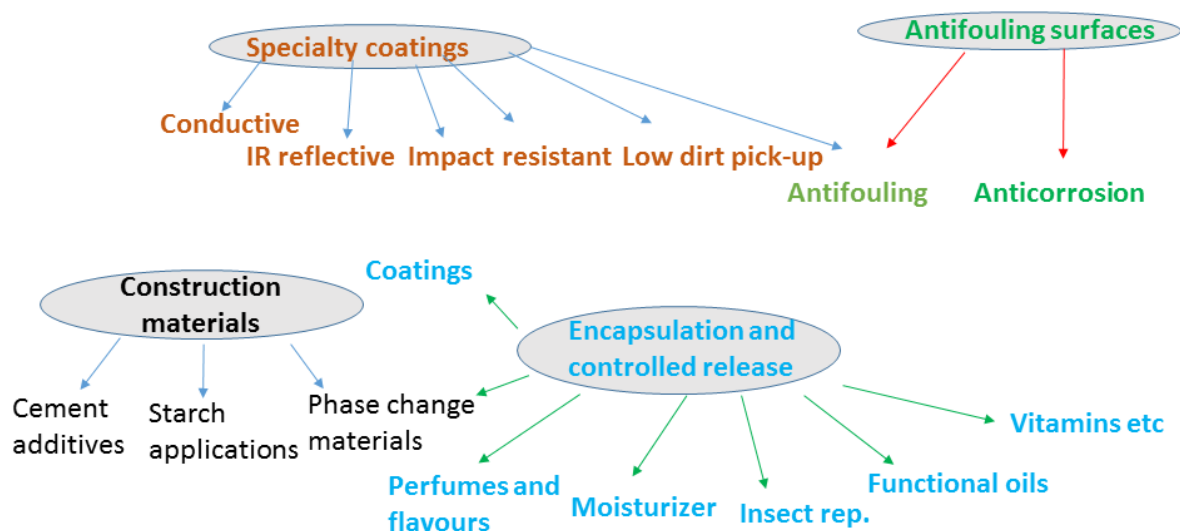 Specialty coatings
Antifouling surfaces
Conductive
IR reflective
Impact resistant
Low dirt pick-up
Antifouling
Anticorrosion
Coatings
Construction
materials
Encapsulation and
controlled release
Cement
additives
Starch
applications
Phase change
materials
Vitamins etc
Perfumes and
flavours
Moisturizer
Insect rep.
Functional oils